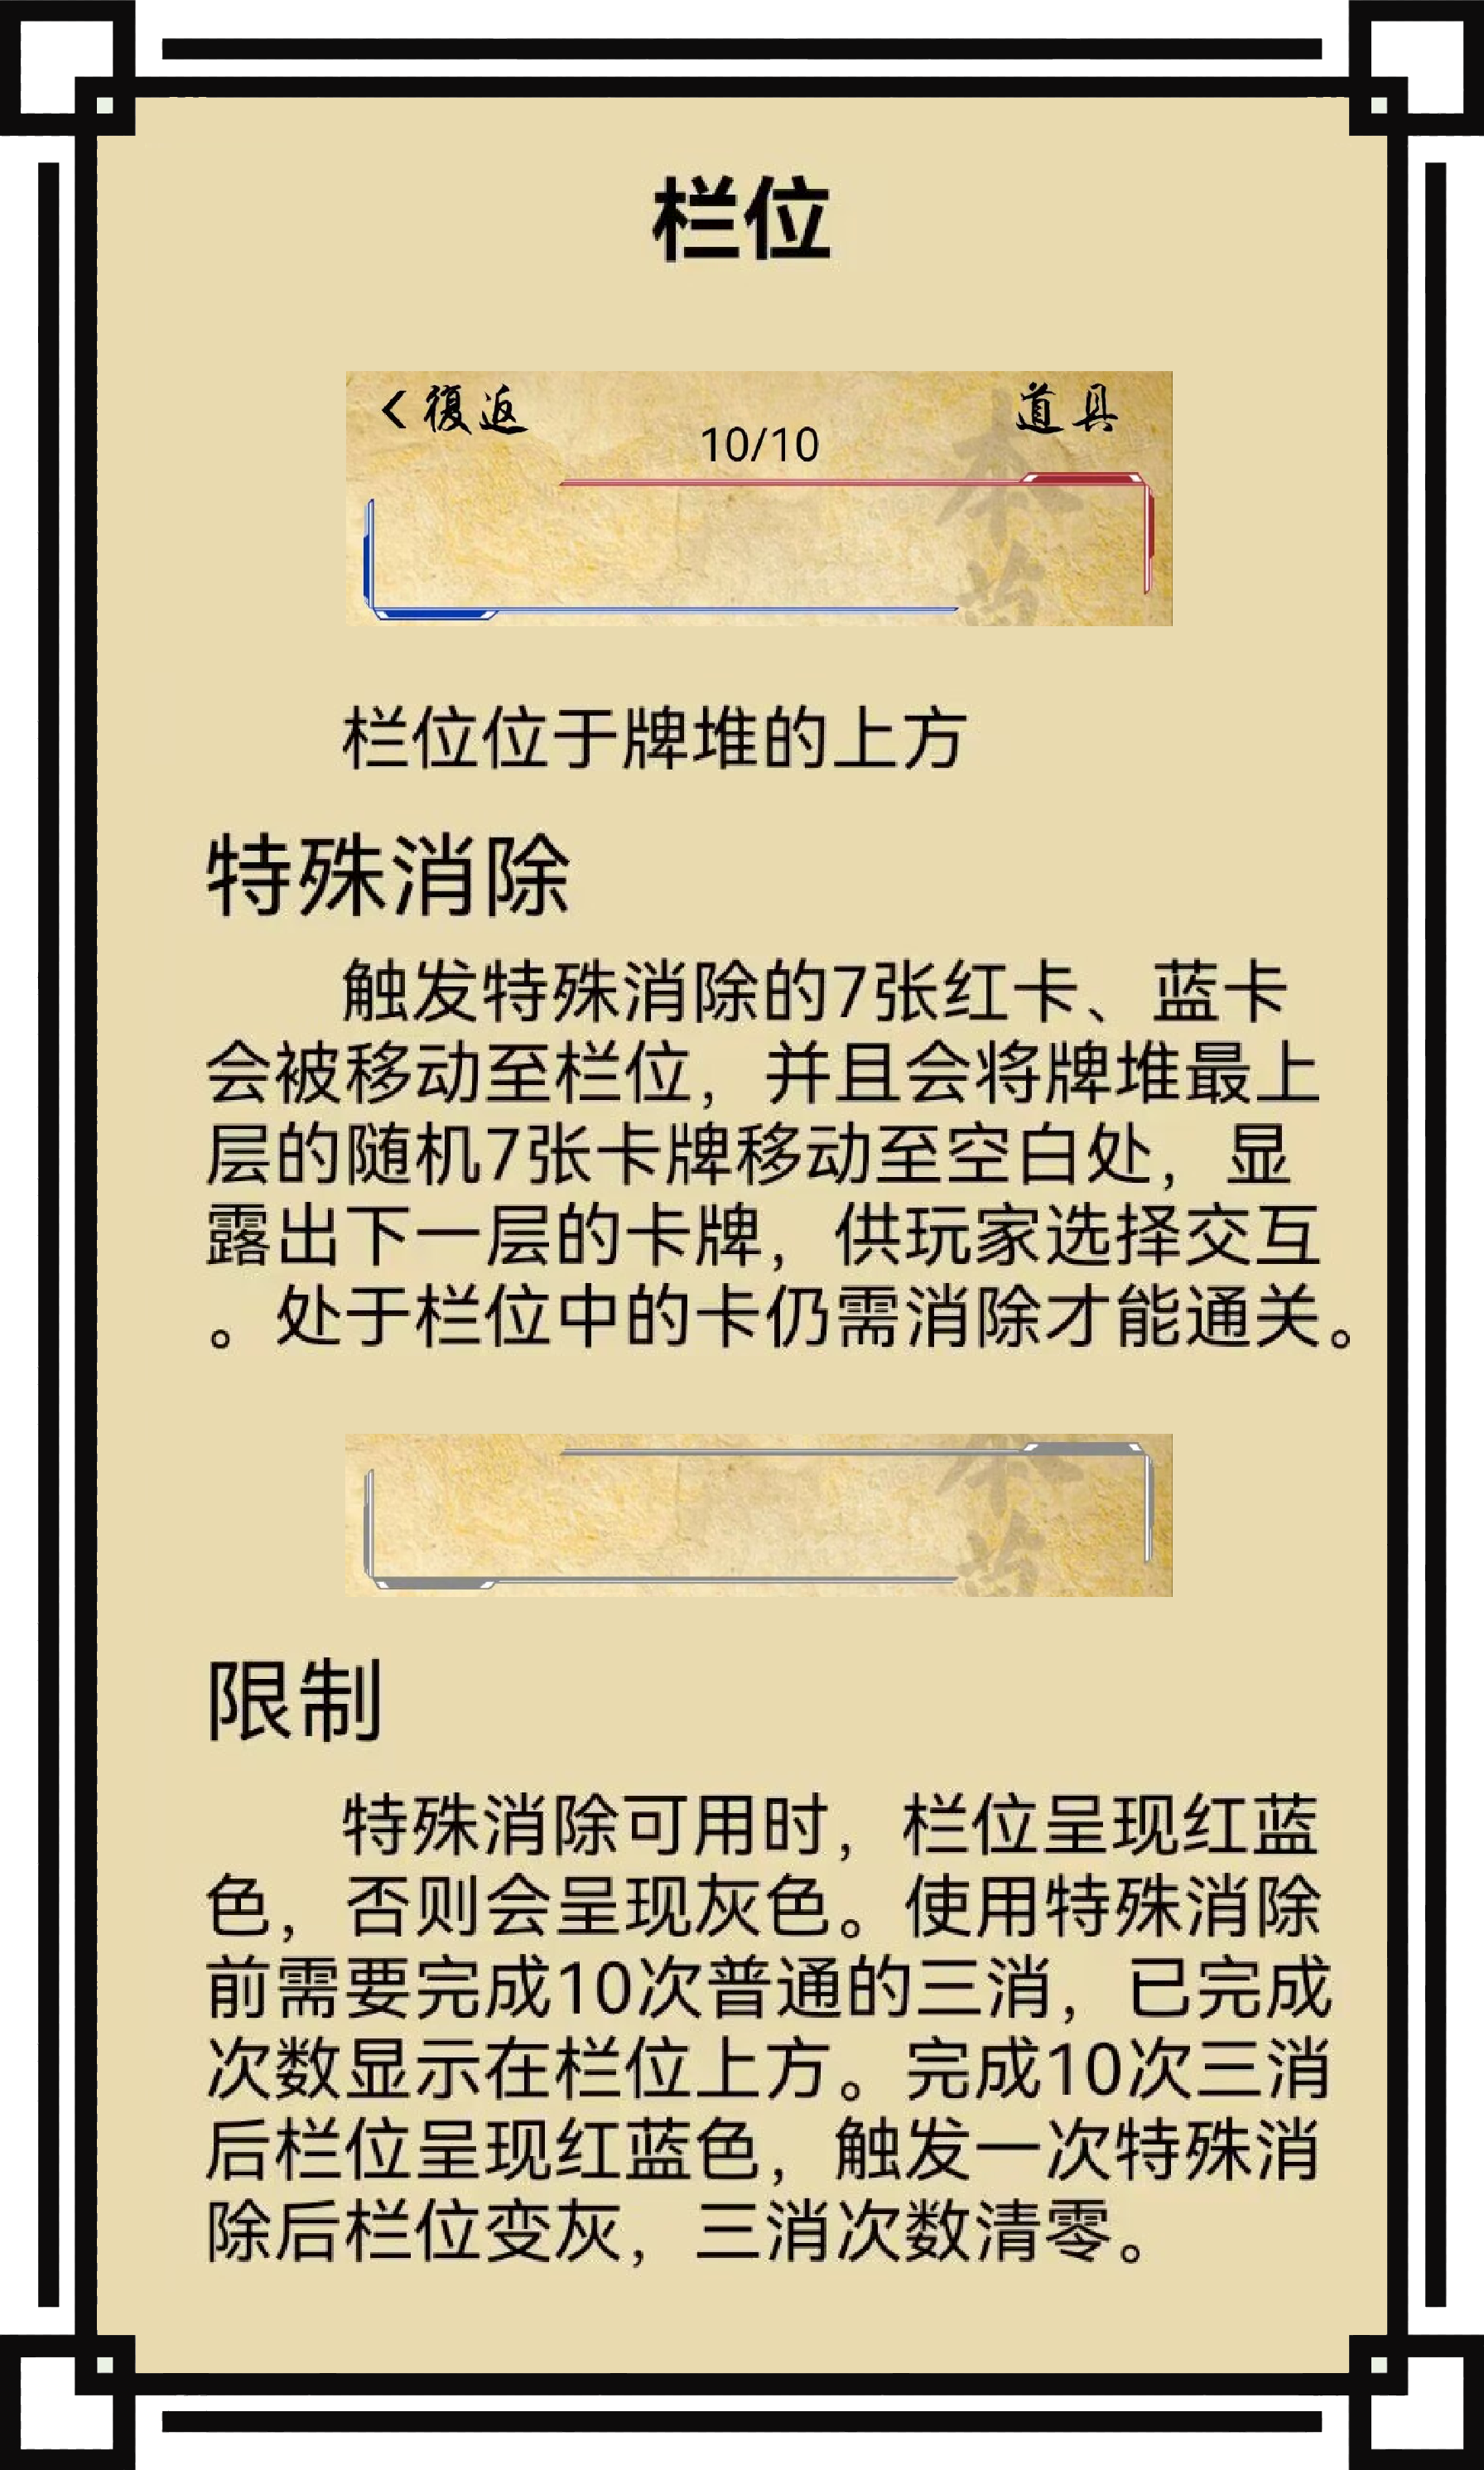 栏位
< 復返
道具
10/10
本
栏位位于牌堆的上方
特殊消除
触发特殊消除的7张红卡、蓝卡
会被移动至栏位，并且会将牌堆最上
层的随机7张卡牌移动至空白处，显
露出下一层的卡牌，供玩家选择交互
。处于栏位中的卡仍需消除才能通关。
本
限制
特殊消除可用时，栏位呈现红蓝
色，否则会呈现灰色。使用特殊消除
前需要完成10次普通的三消，已完成
次数显示在栏位上方。完成10次三消
后栏位呈现红蓝色，触发一次特殊消
除后栏位变灰，三消次数清零。